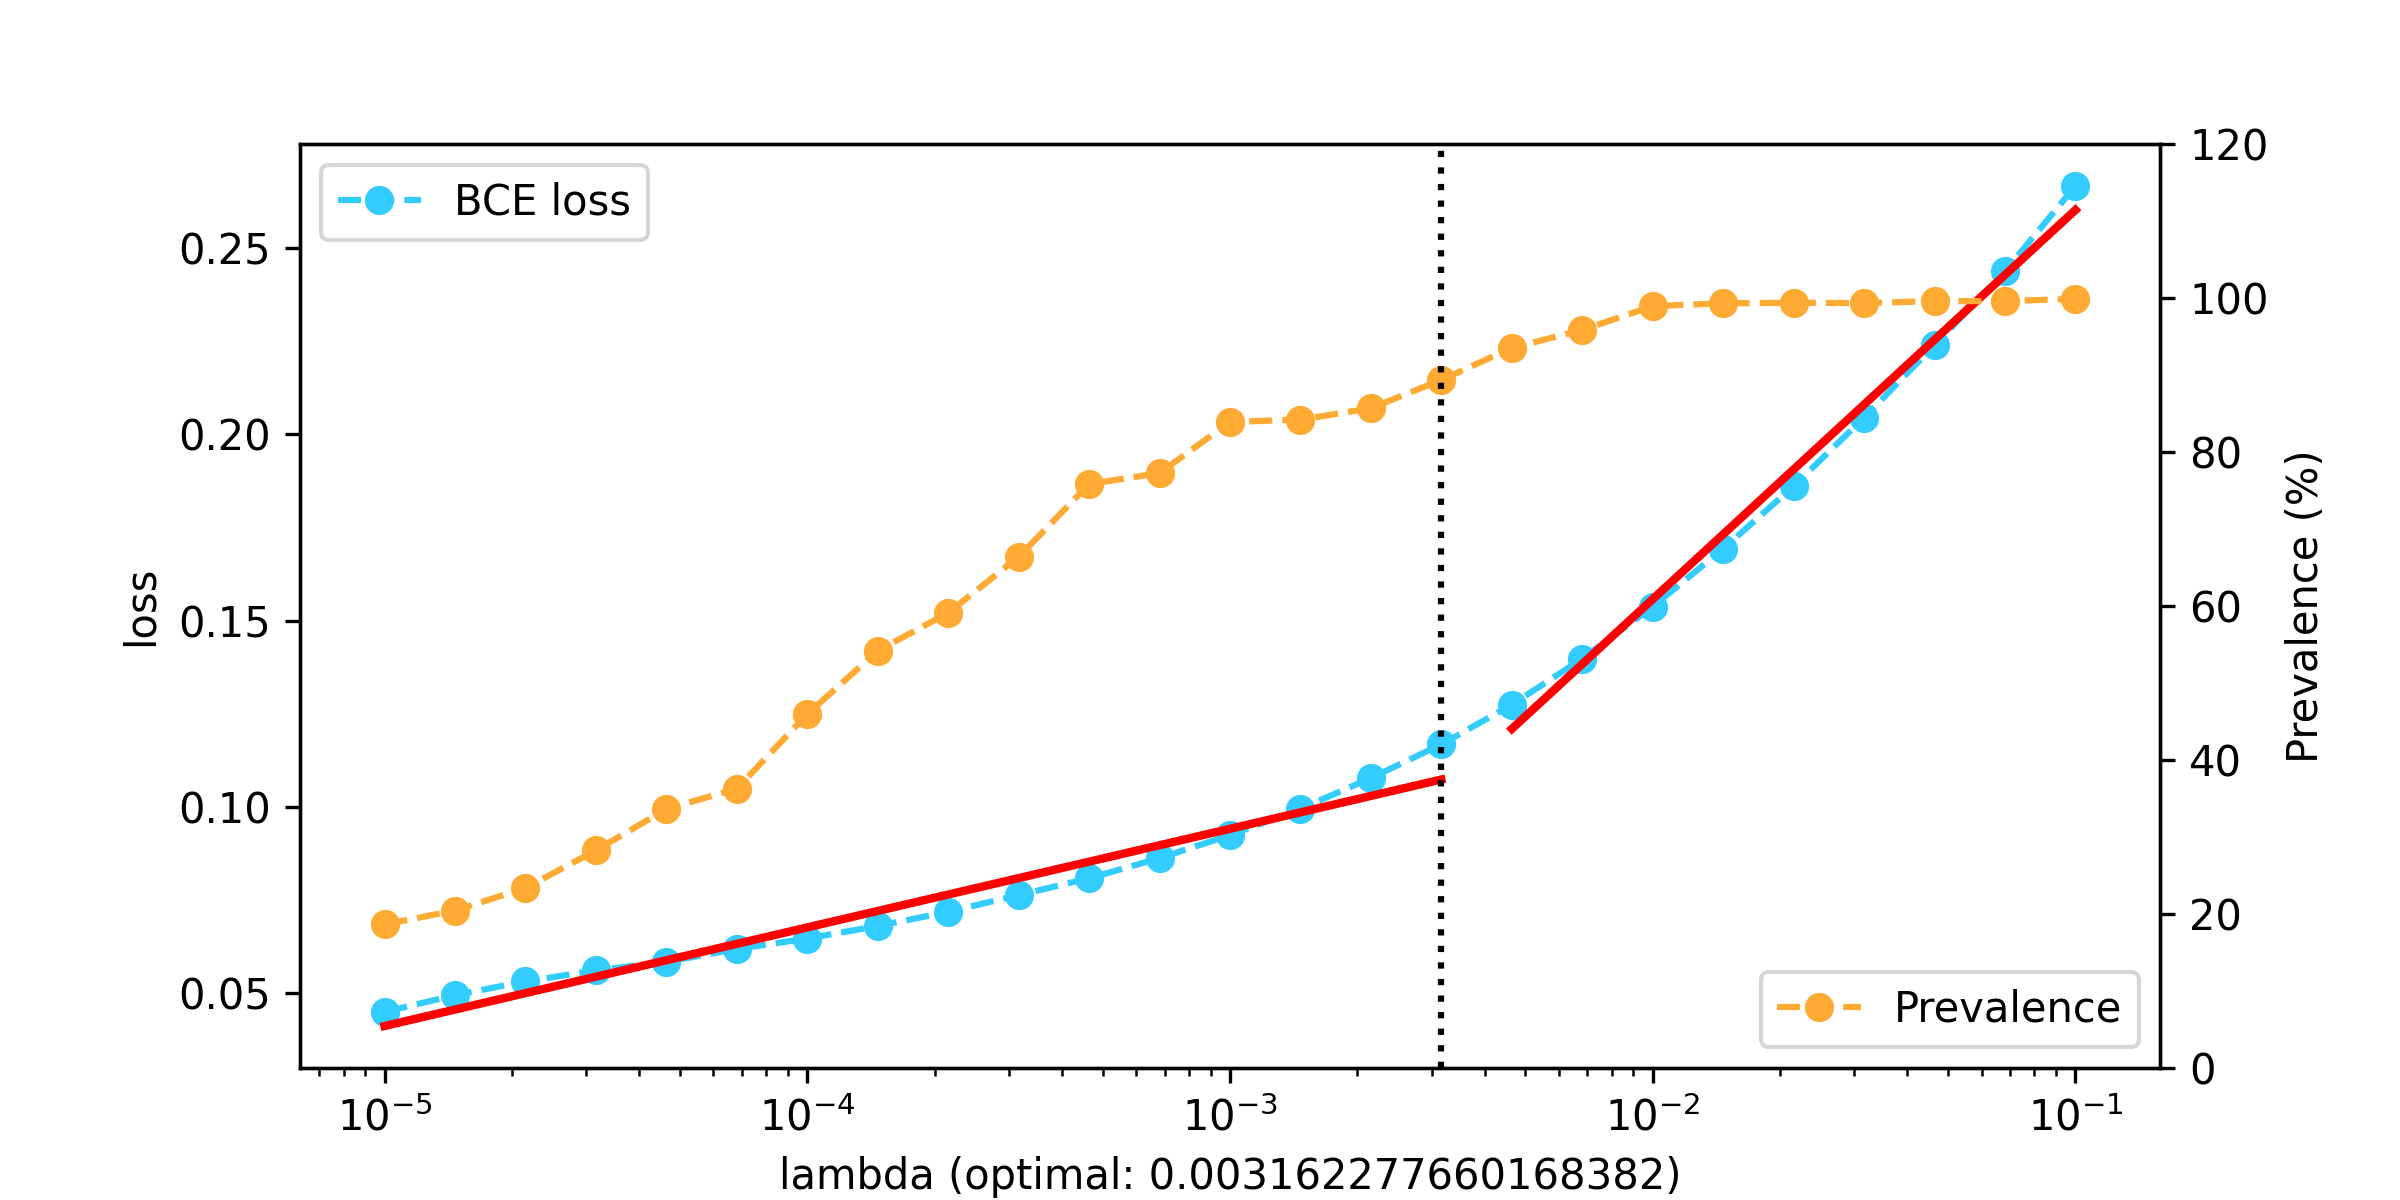 BCE loss
0.25
0.20
0.15
0.10
0.05
loss
120
100
80
60
40
20
0
Prevalence (%)
Prevalence
10⁻⁵ 10⁻⁴ 10⁻³ 10⁻² 10⁻¹
lambda (optimal: 0.003162277660168382)